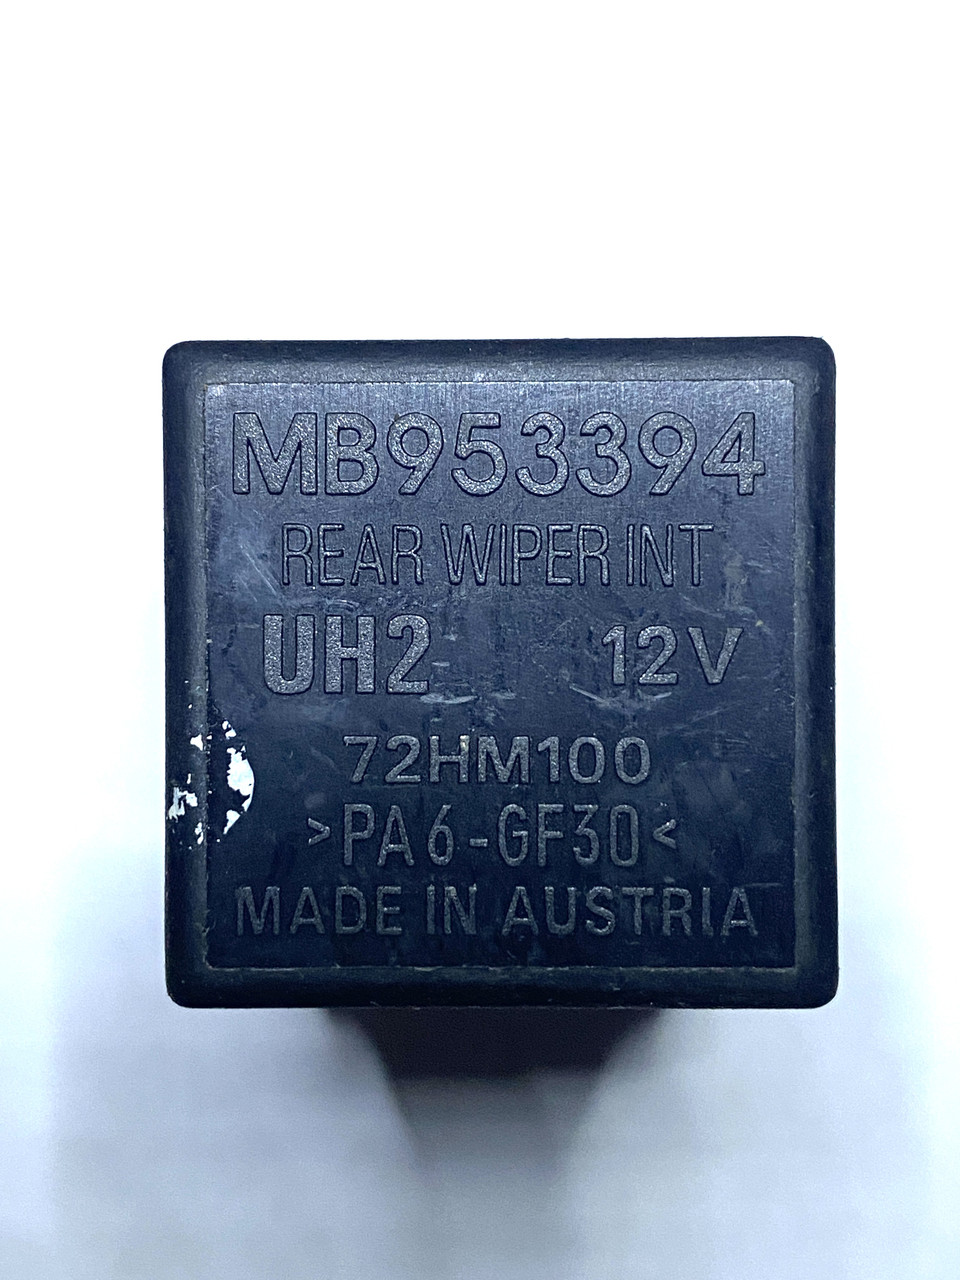 MB953394
REAR WIPER INT
UH2 12V
72HM100
>PA6-GF30<
MADE IN AUSTRIA